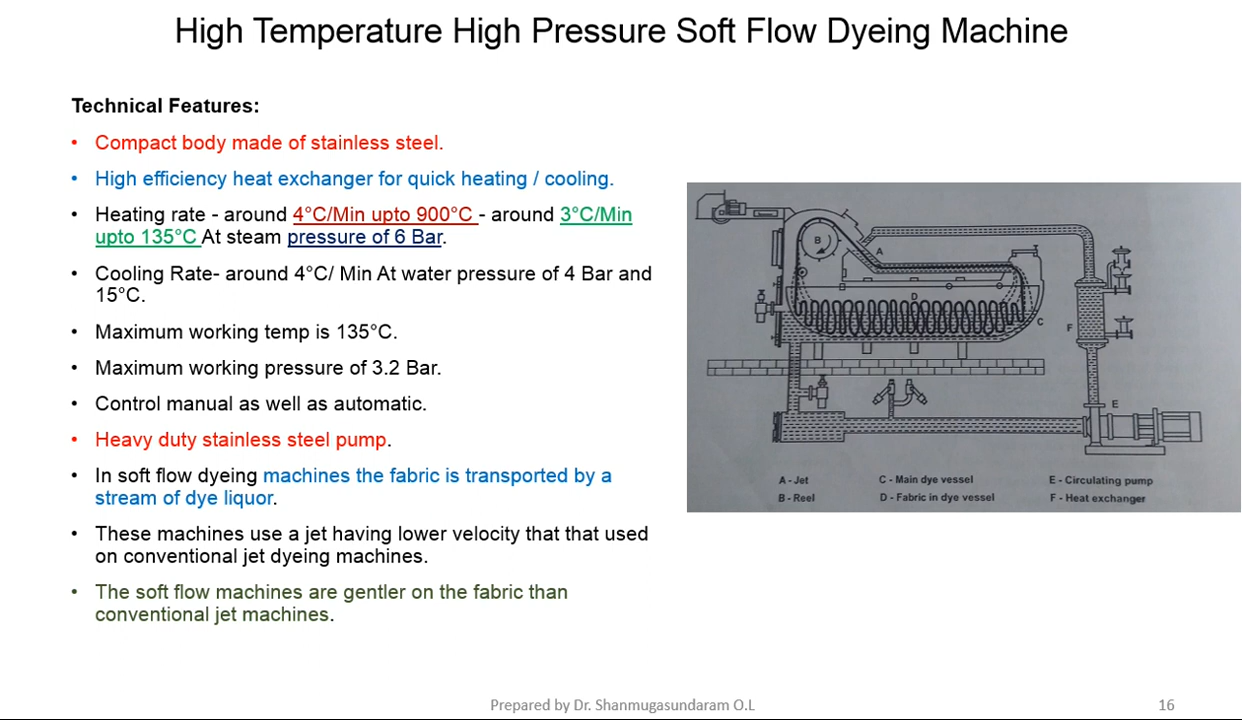 High Temperature High Pressure Soft Flow Dyeing Machine
Technical Features:
• Compact body made of stainless steel.
• High efficiency heat exchanger for quick heating / cooling.
• Heating rate - around 4°C/Min upto 900°C - around 3°C/Min
upto 135°C At steam pressure of 6 Bar.
• Cooling Rate- around 4°C/ Min At water pressure of 4 Bar and
15°C.
• Maximum working temp is 135°C.
• Maximum working pressure of 3.2 Bar.
• Control manual as well as automatic.
• Heavy duty stainless steel pump.
• In soft flow dyeing machines the fabric is transported by a
stream of dye liquor.
• These machines use a jet having lower velocity that that used
on conventional jet dyeing machines.
• The soft flow machines are gentler on the fabric than
conventional jet machines.
B
A
D
C
F
E
A - Jet
B - Reel
C - Main dye vessel
D - Fabric in dye vessel
E - Circulating pump
F - Heat exchanger
Prepared by Dr. Shanmugasundaram O.L
16